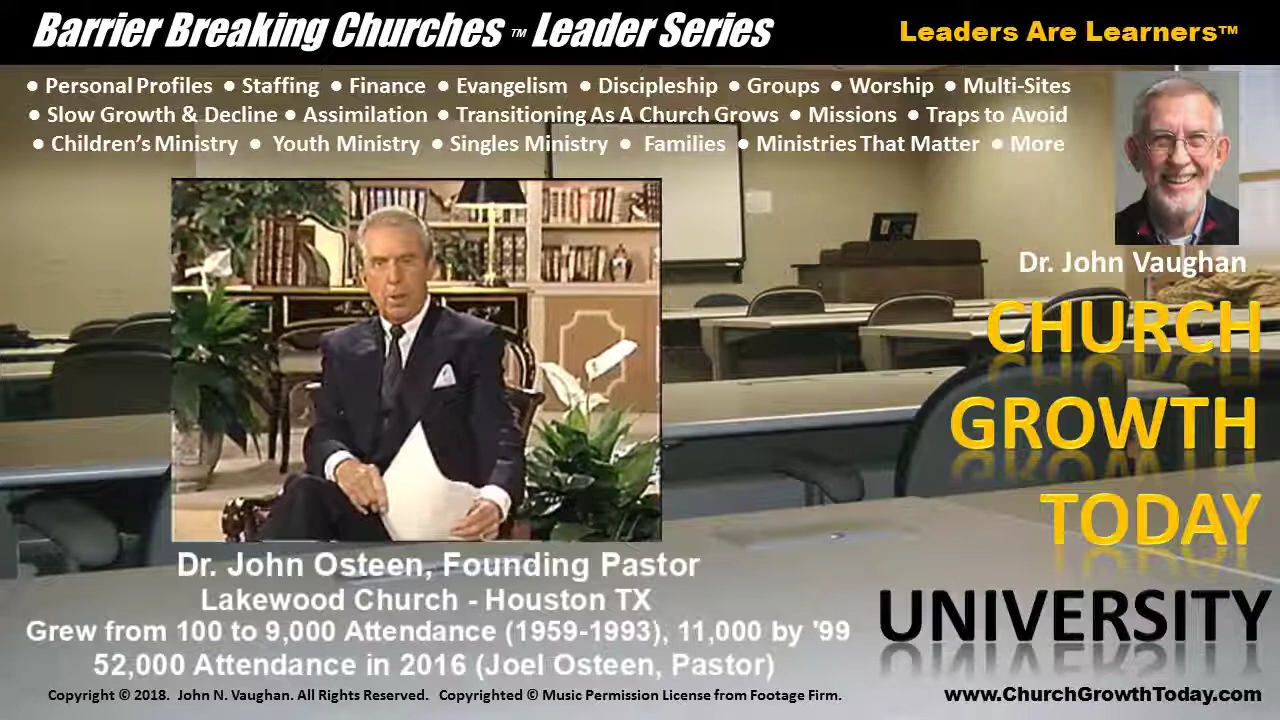 Barrier Breaking Churches ™ Leader Series
Leaders Are Learners™
● Personal Profiles ● Staffing ● Finance ● Evangelism ● Discipleship ● Groups ● Worship ● Multi-Sites
● Slow Growth & Decline ● Assimilation ● Transitioning As A Church Grows ● Missions ● Traps to Avoid
● Children's Ministry ● Youth Ministry ● Singles Ministry ● Families ● Ministries That Matter ● More
Dr. John Vaughan
CHURCH
GROWTH
TODAY
UNIVERSITY
Dr. John Osteen, Founding Pastor
Lakewood Church - Houston TX
Grew from 100 to 9,000 Attendance (1959-1993), 11,000 by '99
52,000 Attendance in 2016 (Joel Osteen, Pastor)
Copyright © 2018. John N. Vaughan. All Rights Reserved. Copyrighted © Music Permission License from Footage Firm.
www.ChurchGrowthToday.com